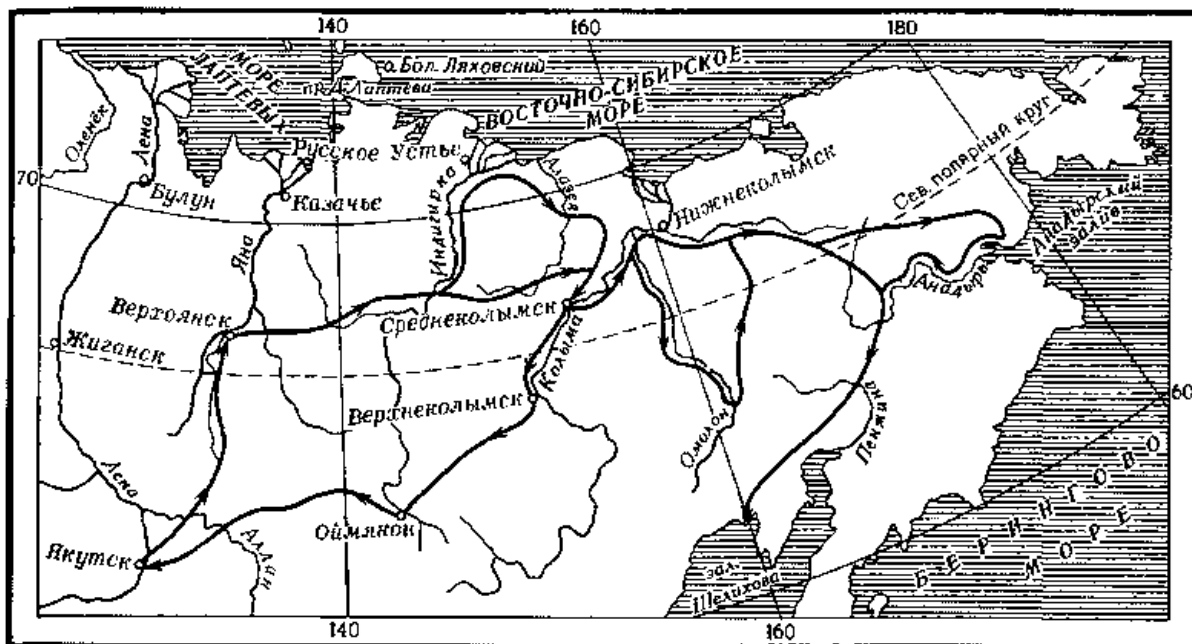 140
160
180
МОРЕ
ЛАПТЕВЫХ
о. Бол. Ляховский
пр. Д. Лаптева
ВОСТОЧНО-СИБИРСКОЕ
МОРЕ
Оленёк
Лена
Русское Устье
Алазея
Сев. полярный круг
70
Булун
Казачье
Индигирка
Нижнеколымск
Анадырский
залив
Яна
Анадырь
Верхоянск
Среднеколымск
Жиганск
Колыма
Верхнеколымск
60
Омолон
Пенжина
Лена
Оймякон
Якутск
Алдан
зал.
Шелихова
БЕРИНГОВО
МОРЕ
140
160